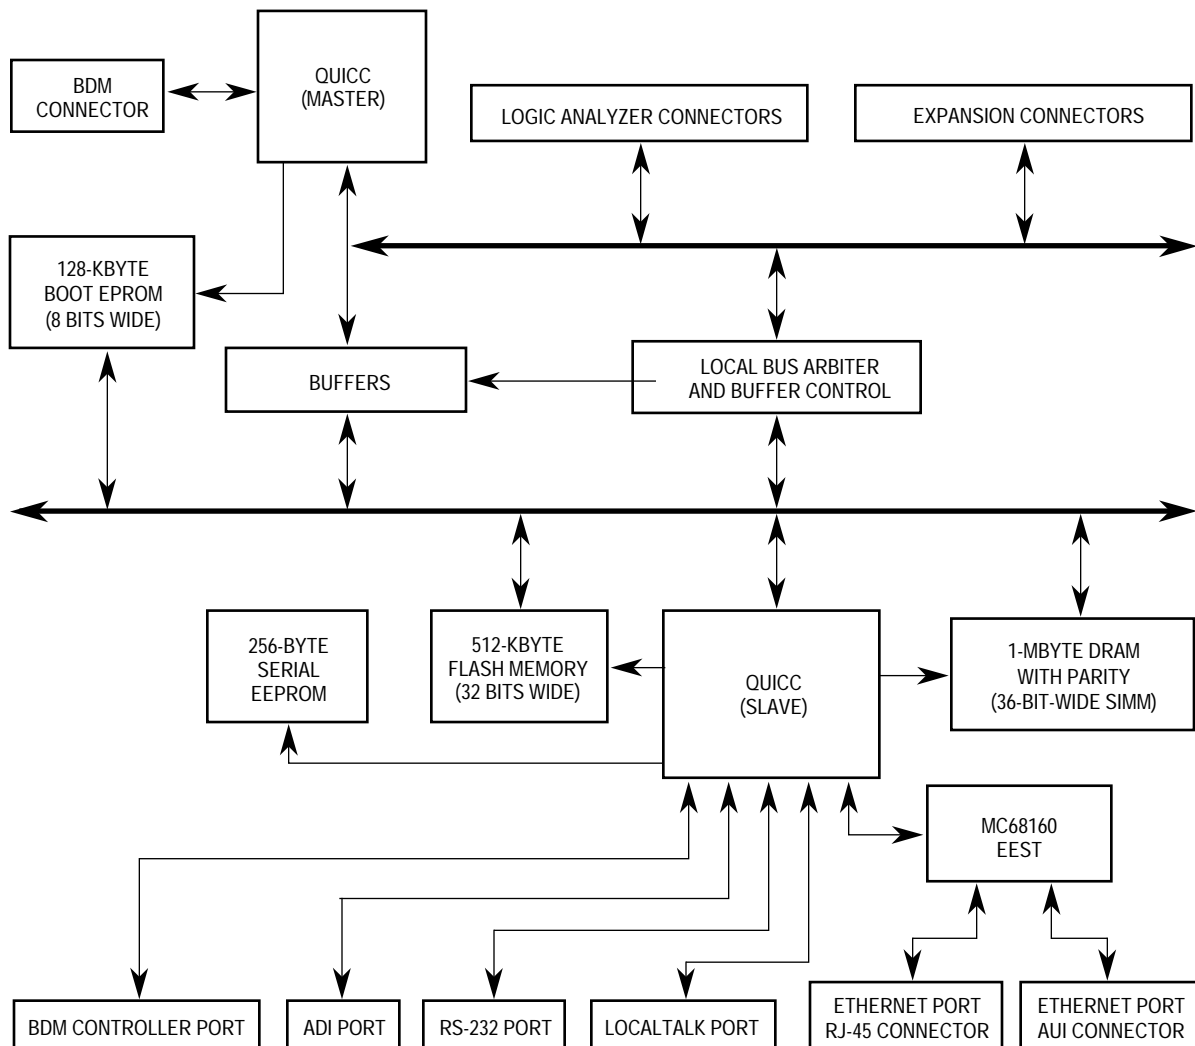 QUICC
(MASTER)
BDM
CONNECTOR
LOGIC ANALYZER CONNECTORS
EXPANSION CONNECTORS
128-KBYTE
BOOT EPROM
(8 BITS WIDE)
BUFFERS
LOCAL BUS ARBITER
AND BUFFER CONTROL
256-BYTE
SERIAL
EEPROM
512-KBYTE
FLASH MEMORY
(32 BITS WIDE)
QUICC
(SLAVE)
1-MBYTE DRAM
WITH PARITY
(36-BIT-WIDE SIMM)
MC68160
EEST
BDM CONTROLLER PORT
ADI PORT
RS-232 PORT
LOCALTALK PORT
ETHERNET PORT
RJ-45 CONNECTOR
ETHERNET PORT
AUI CONNECTOR